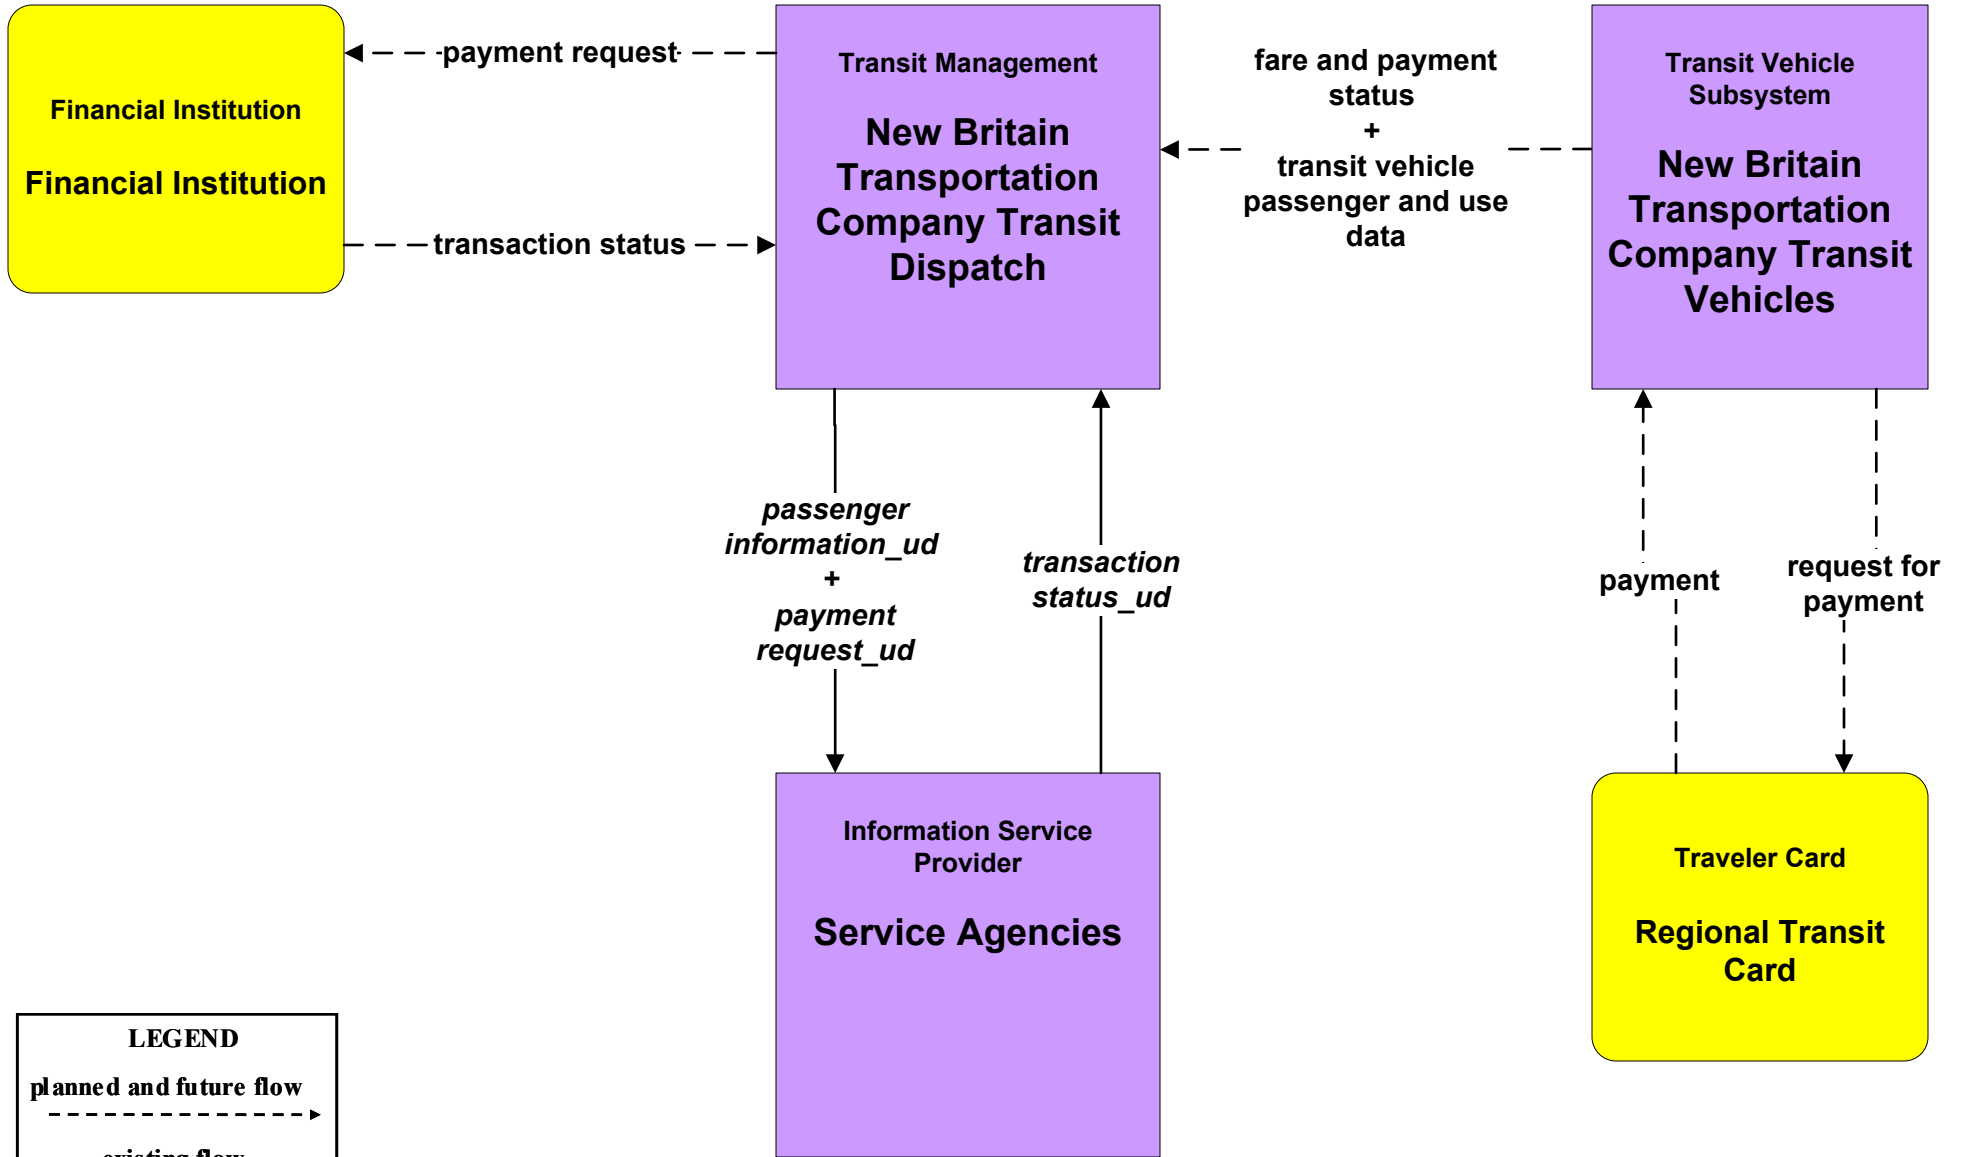 Financial Institution
Financial Institution
payment request
transaction status
Transit Management
New Britain
Transportation
Company Transit
Dispatch
fare and payment
status
+
transit vehicle
passenger and use
data
Transit Vehicle
Subsystem
New Britain
Transportation
Company Transit
Vehicles
passenger
information_ud
+
payment
request_ud
transaction
status_ud
payment
request for
payment
Information Service
Provider
Service Agencies
Traveler Card
Regional Transit
Card
LEGEND
planned and future flow
existing flow